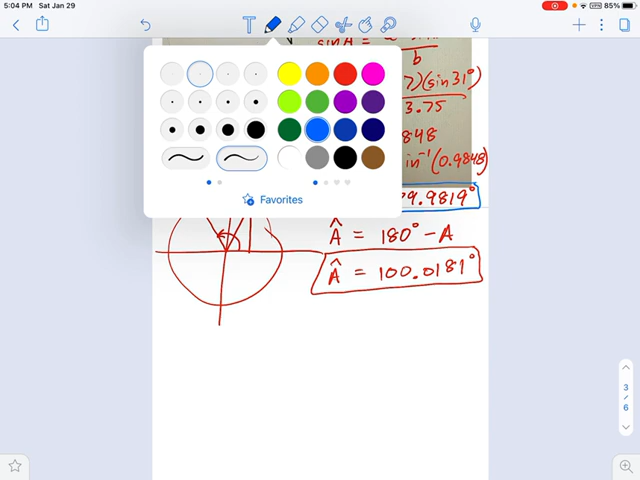 5:04 PM Sat Jan 29
VPN 85%
T
sin A =
b
7)(sin 31°
3.75
848
in⁻¹ (0.9848)
79.9819°
Favorites
Â = 180° - A
Â = 100.0181°
3
/
6